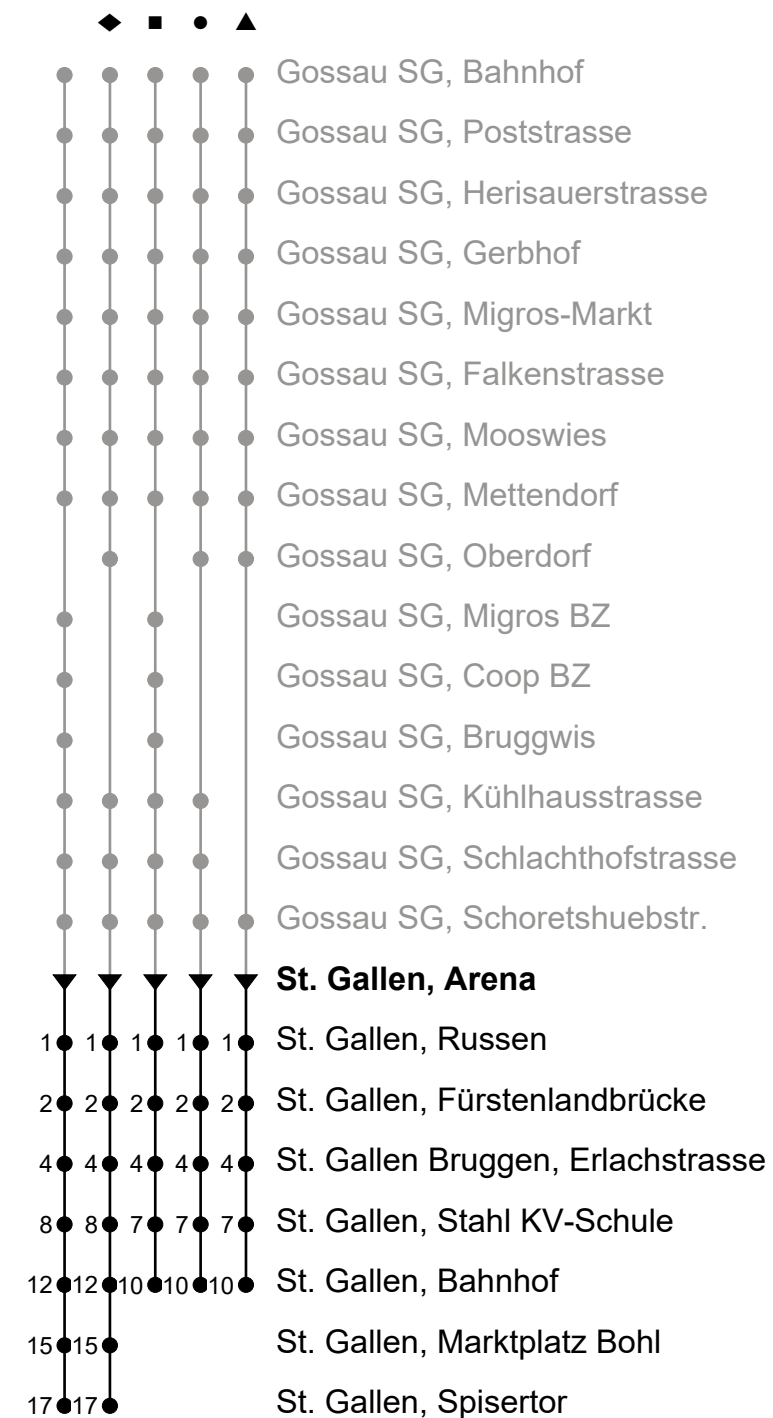 Gossau SG, Bahnhof
Gossau SG, Poststrasse
Gossau SG, Herisauerstrasse
Gossau SG, Gerbhof
Gossau SG, Migros-Markt
Gossau SG, Falkenstrasse
Gossau SG, Mooswies
Gossau SG, Mettendorf
Gossau SG, Oberdorf
Gossau SG, Migros BZ
Gossau SG, Coop BZ
Gossau SG, Bruggwis
Gossau SG, Kühlhausstrasse
Gossau SG, Schlachthofstrasse
Gossau SG, Schoretshuebstr.
St. Gallen, Arena
1 1 1 1 1 St. Gallen, Russen
2 2 2 2 2 St. Gallen, Fürstenlandbrücke
4 4 4 4 4 St. Gallen Bruggen, Erlachstrasse
8 8 7 7 7 St. Gallen, Stahl KV-Schule
12 12 10 10 10 St. Gallen, Bahnhof
15 15 St. Gallen, Marktplatz Bohl
17 17 St. Gallen, Spisertor